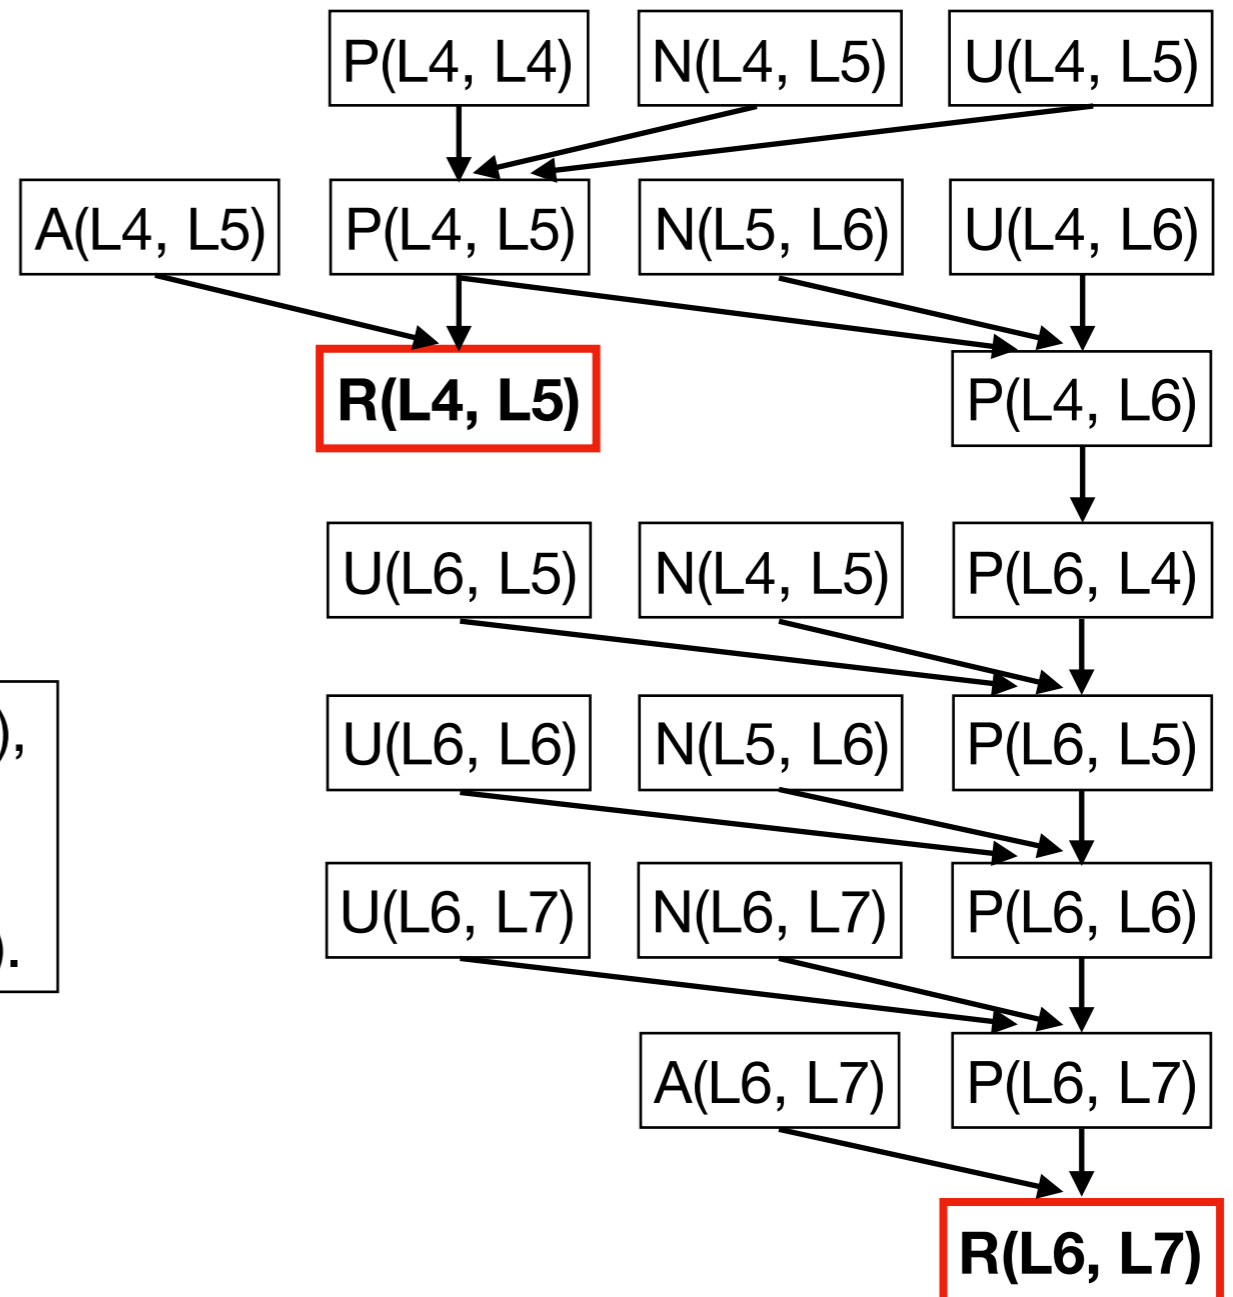 P(L4, L4) N(L4, L5) U(L4, L5)
A(L4, L5) P(L4, L5) N(L5, L6) U(L4, L6)
R(L4, L5) P(L4, L6)
U(L6, L5) N(L4, L5) P(L6, L4)
),
U(L6, L6) N(L5, L6) P(L6, L5)
U(L6, L7) N(L6, L7) P(L6, L6)
).
A(L6, L7) P(L6, L7)
R(L6, L7)